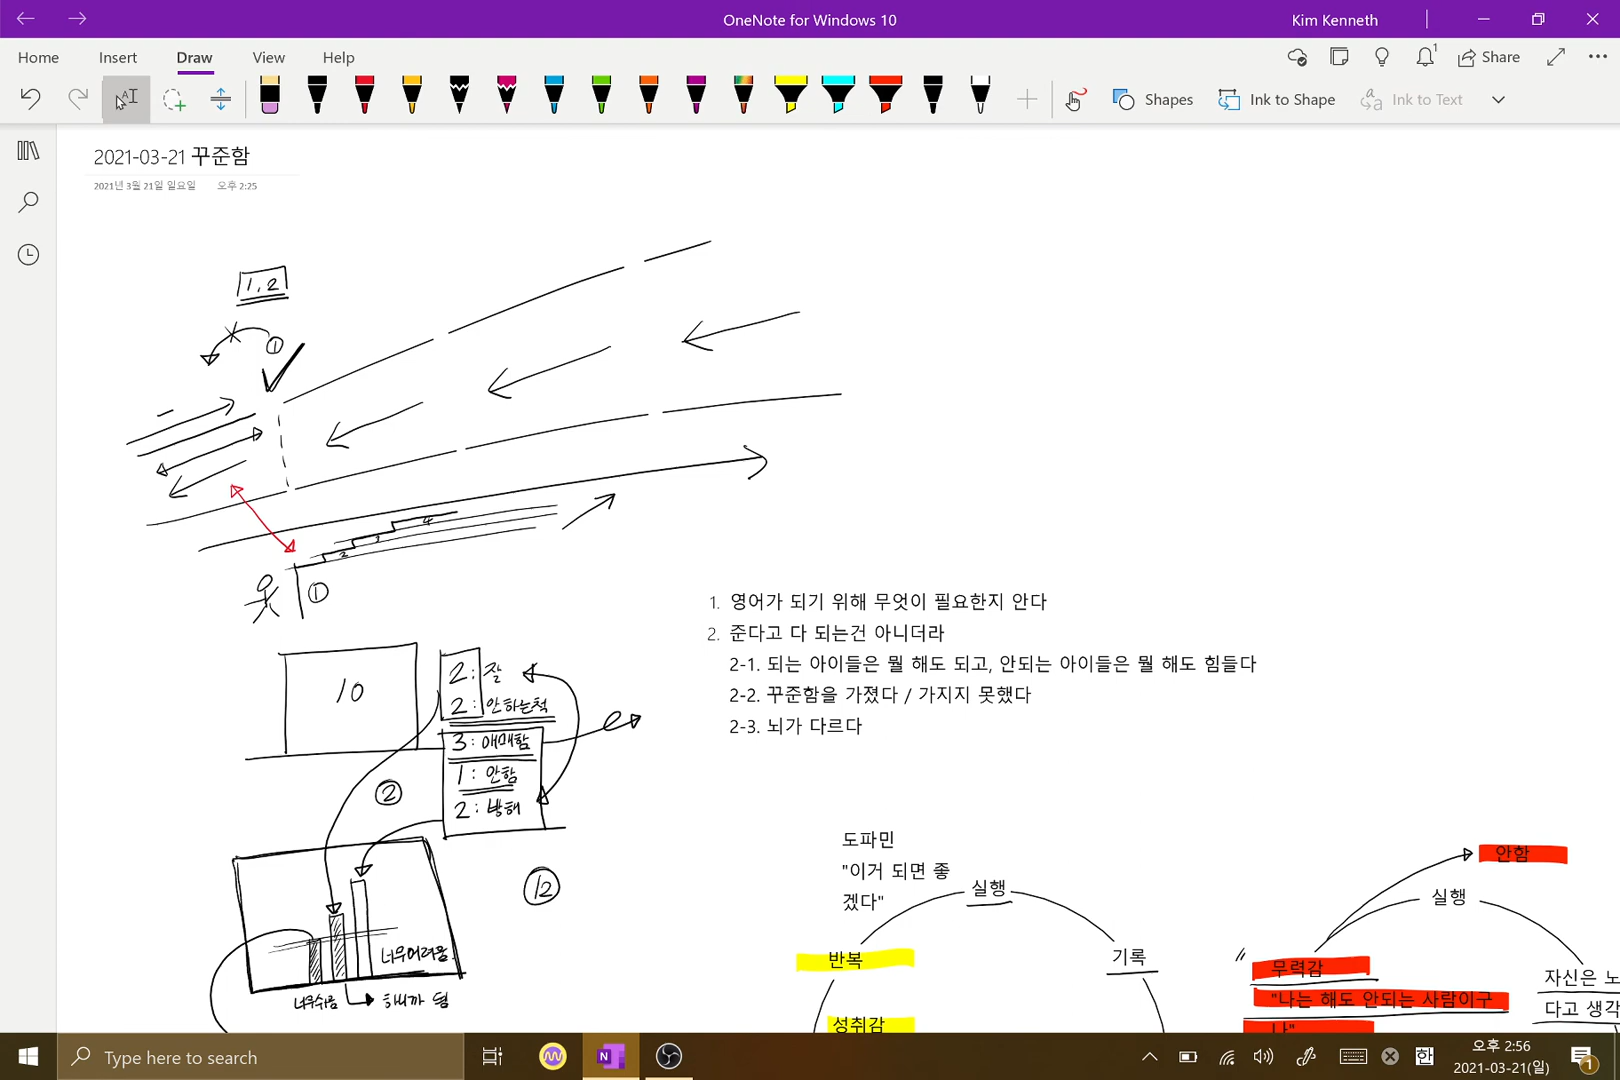 OneNote for Windows 10
Kim Kenneth
Home
Insert
Draw
View
Help
1
Share
Shapes
Ink to Shape
Ink to Text
2021-03-21 꾸준함
2021년 3월 21일 일요일 오후 2:25
1, 2
①
4
3
2
①
1. 영어가 되기 위해 무엇이 필요한지 안다
2. 준다고 다 되는건 아니더라
2-1. 되는 아이들은 뭘 해도 되고, 안되는 아이들은 뭘 해도 힘들다
2-2. 꾸준함을 가졌다 / 가지지 못했다
2-3. 뇌가 다르다
10
2: 잘
2: 안하는척
3: 애매함
1: 안함
2: 방해
②
⑫
너무어려움
너무쉬움
하니까 됨
도파민
"이거 되면 좋
겠다"
실행
반복
기록
성취감
안함
실행
무력감
"나는 해도 안되는 사람이구
나"
자신은 노
다고 생각
N
Type here to search
한
오후 2:56
2021-03-21(일)
1